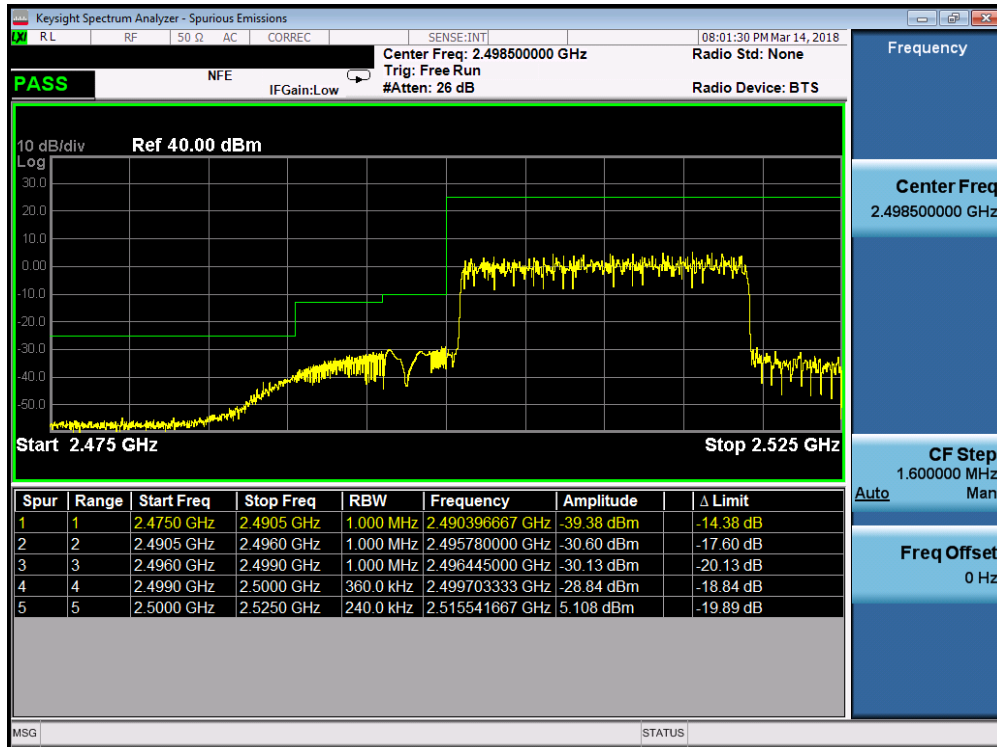 Keysight Spectrum Analyzer - Spurious Emissions
LXI RL RF 50 Ω AC CORREC SENSE:INT 08:01:30 PM Mar 14, 2018
Center Freq: 2.498500000 GHz Radio Std: None
NFE Trig: Free Run
PASS IFGain:Low #Atten: 26 dB Radio Device: BTS
Frequency
Center Freq
2.498500000 GHz
CF Step
1.600000 MHz
Auto Man
Freq Offset
0 Hz
10 dB/div Ref 40.00 dBm
Log
30.0
20.0
10.0
0.00
-10.0
-20.0
-30.0
-40.0
-50.0
Start 2.475 GHz Stop 2.525 GHz
Spur Range Start Freq Stop Freq RBW Frequency Amplitude Δ Limit
1 1 2.4750 GHz 2.4905 GHz 1.000 MHz 2.490396667 GHz -39.38 dBm -14.38 dB
2 2 2.4905 GHz 2.4960 GHz 1.000 MHz 2.495780000 GHz -30.60 dBm -17.60 dB
3 3 2.4960 GHz 2.4990 GHz 1.000 MHz 2.496445000 GHz -30.13 dBm -20.13 dB
4 4 2.4990 GHz 2.5000 GHz 360.0 kHz 2.499703333 GHz -28.84 dBm -18.84 dB
5 5 2.5000 GHz 2.5250 GHz 240.0 kHz 2.515541667 GHz 5.108 dBm -19.89 dB
MSG STATUS